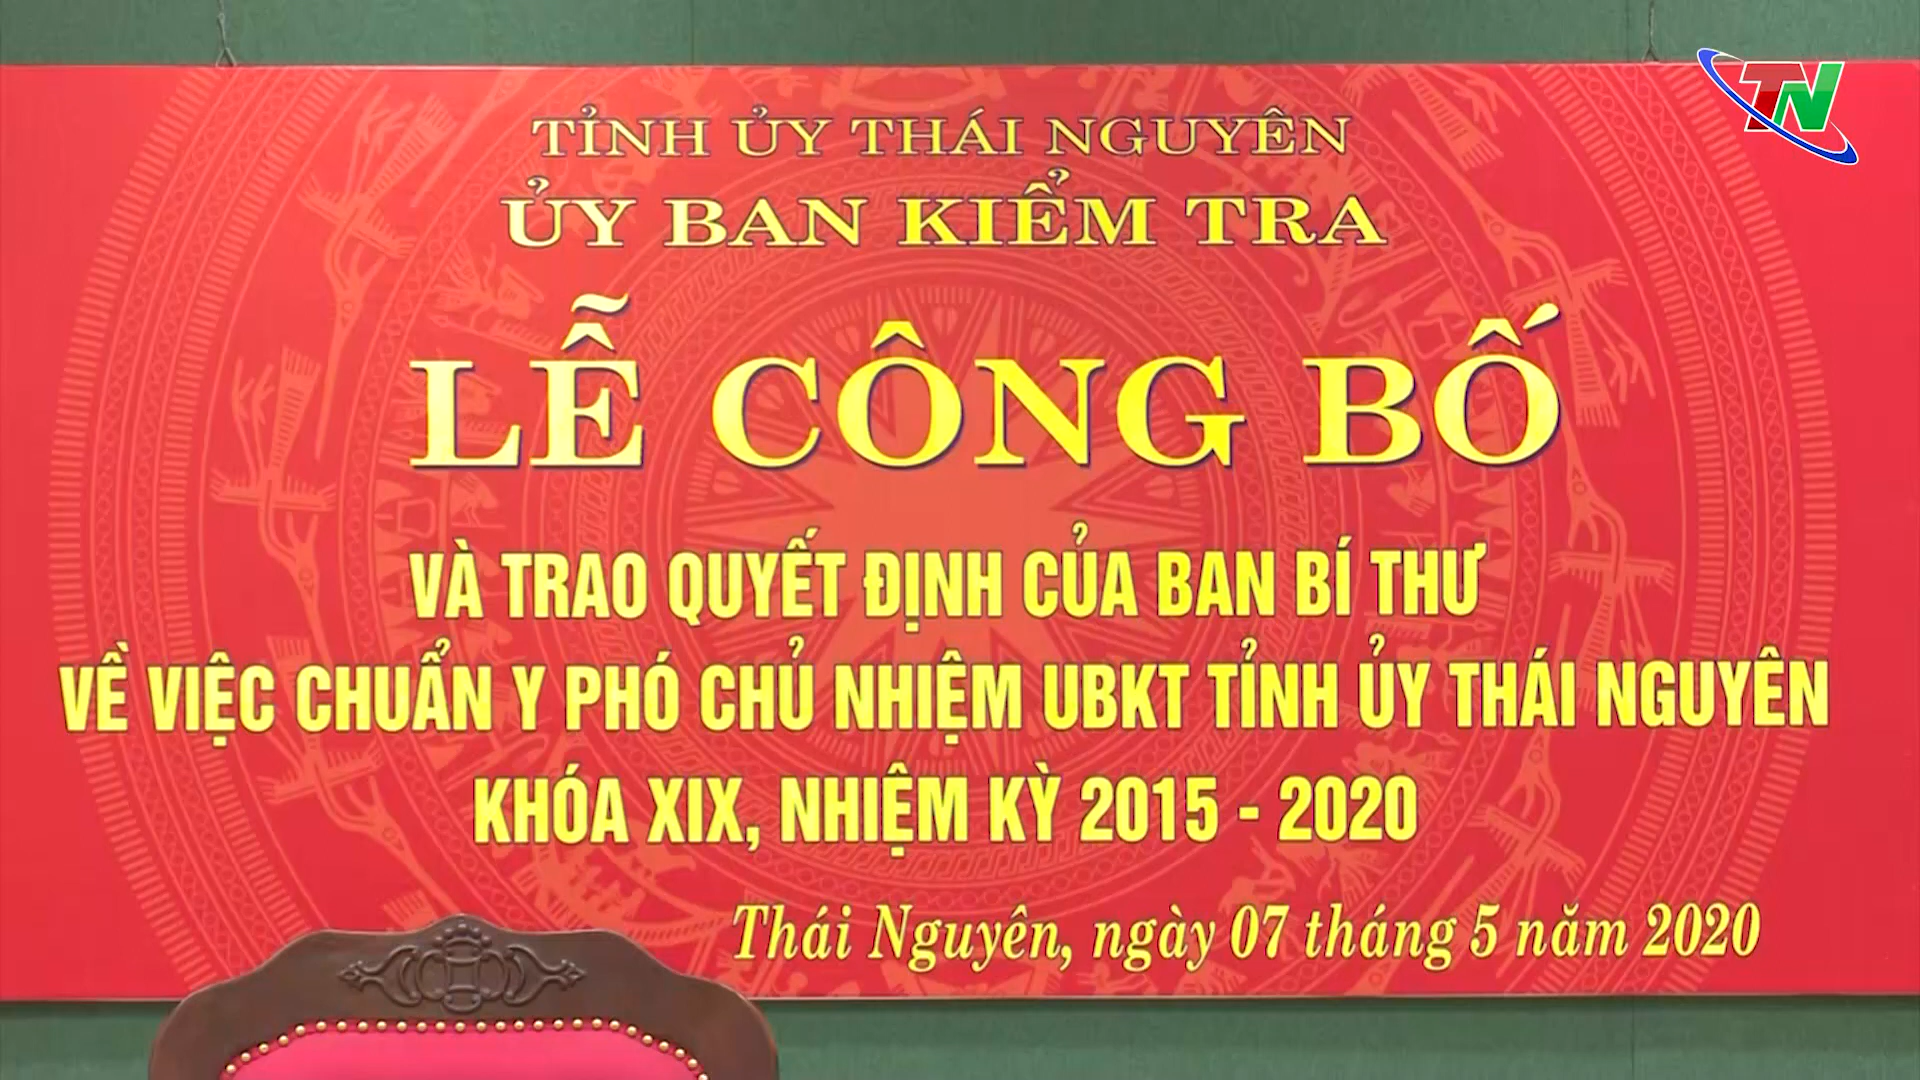 TN
TỈNH ỦY THÁI NGUYÊN
ỦY BAN KIỂM TRA
LỄ CÔNG BỐ
VÀ TRAO QUYẾT ĐỊNH CỦA BAN BÍ THƯ
VỀ VIỆC CHUẨN Y PHÓ CHỦ NHIỆM UBKT TỈNH ỦY THÁI NGUYÊN
KHÓA XIX, NHIỆM KỲ 2015 - 2020
Thái Nguyên, ngày 07 tháng 5 năm 2020